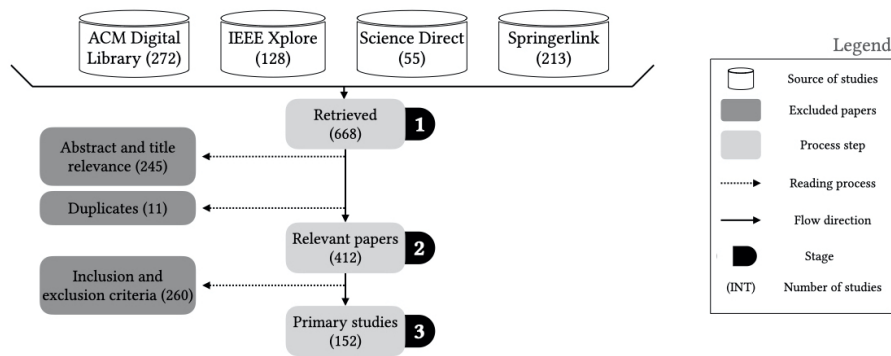 ACM Digital
Library (272)
IEEE Xplore
(128)
Science Direct
(55)
Springerlink
(213)
Retrieved
(668)
1
Abstract and title
relevance (245)
Duplicates (11)
Relevant papers
(412)
2
Inclusion and
exclusion criteria (260)
Primary studies
(152)
3
Legend
Source of studies
Excluded papers
Process step
Reading process
Flow direction
Stage
(INT) Number of studies